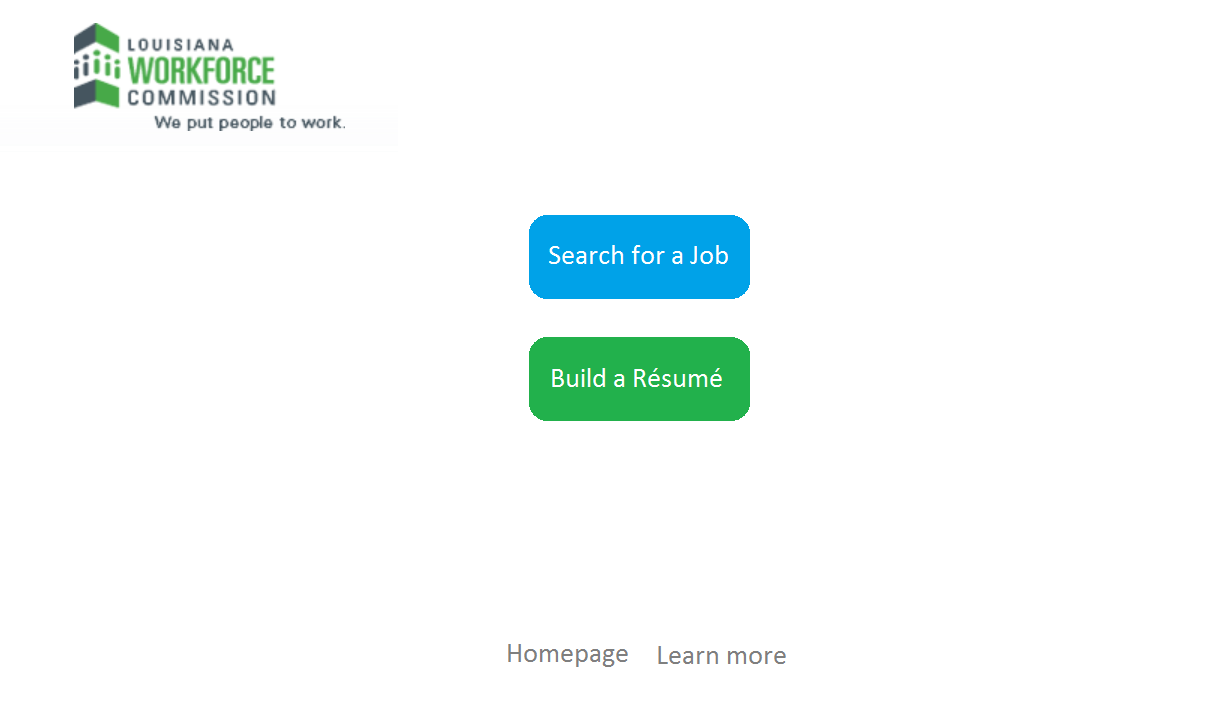 LOUISIANA
WORKFORCE
COMMISSION
We put people to work.
Search for a Job
Build a Résumé
Homepage Learn more